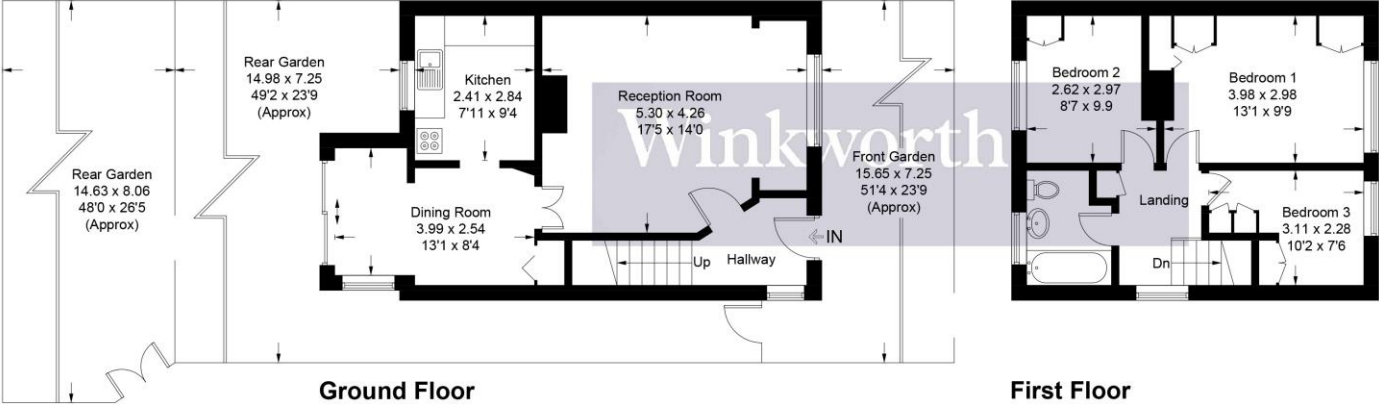 Rear Garden
14.98 x 7.25
49'2 x 23'9
(Approx)
Kitchen
2.41 x 2.84
7'11 x 9'4
Reception Room
5.30 x 4.26
17'5 x 14'0
Winkworth
Rear Garden
14.63 x 8.06
48'0 x 26'5
(Approx)
Dining Room
3.99 x 2.54
13'1 x 8'4
Up
Hallway
IN
Front Garden
15.65 x 7.25
51'4 x 23'9
(Approx)
Bedroom 2
2.62 x 2.97
8'7 x 9.9
Bedroom 1
3.98 x 2.98
13'1 x 9'9
Landing
Bedroom 3
3.11 x 2.28
10'2 x 7'6
Dn
Ground Floor
First Floor